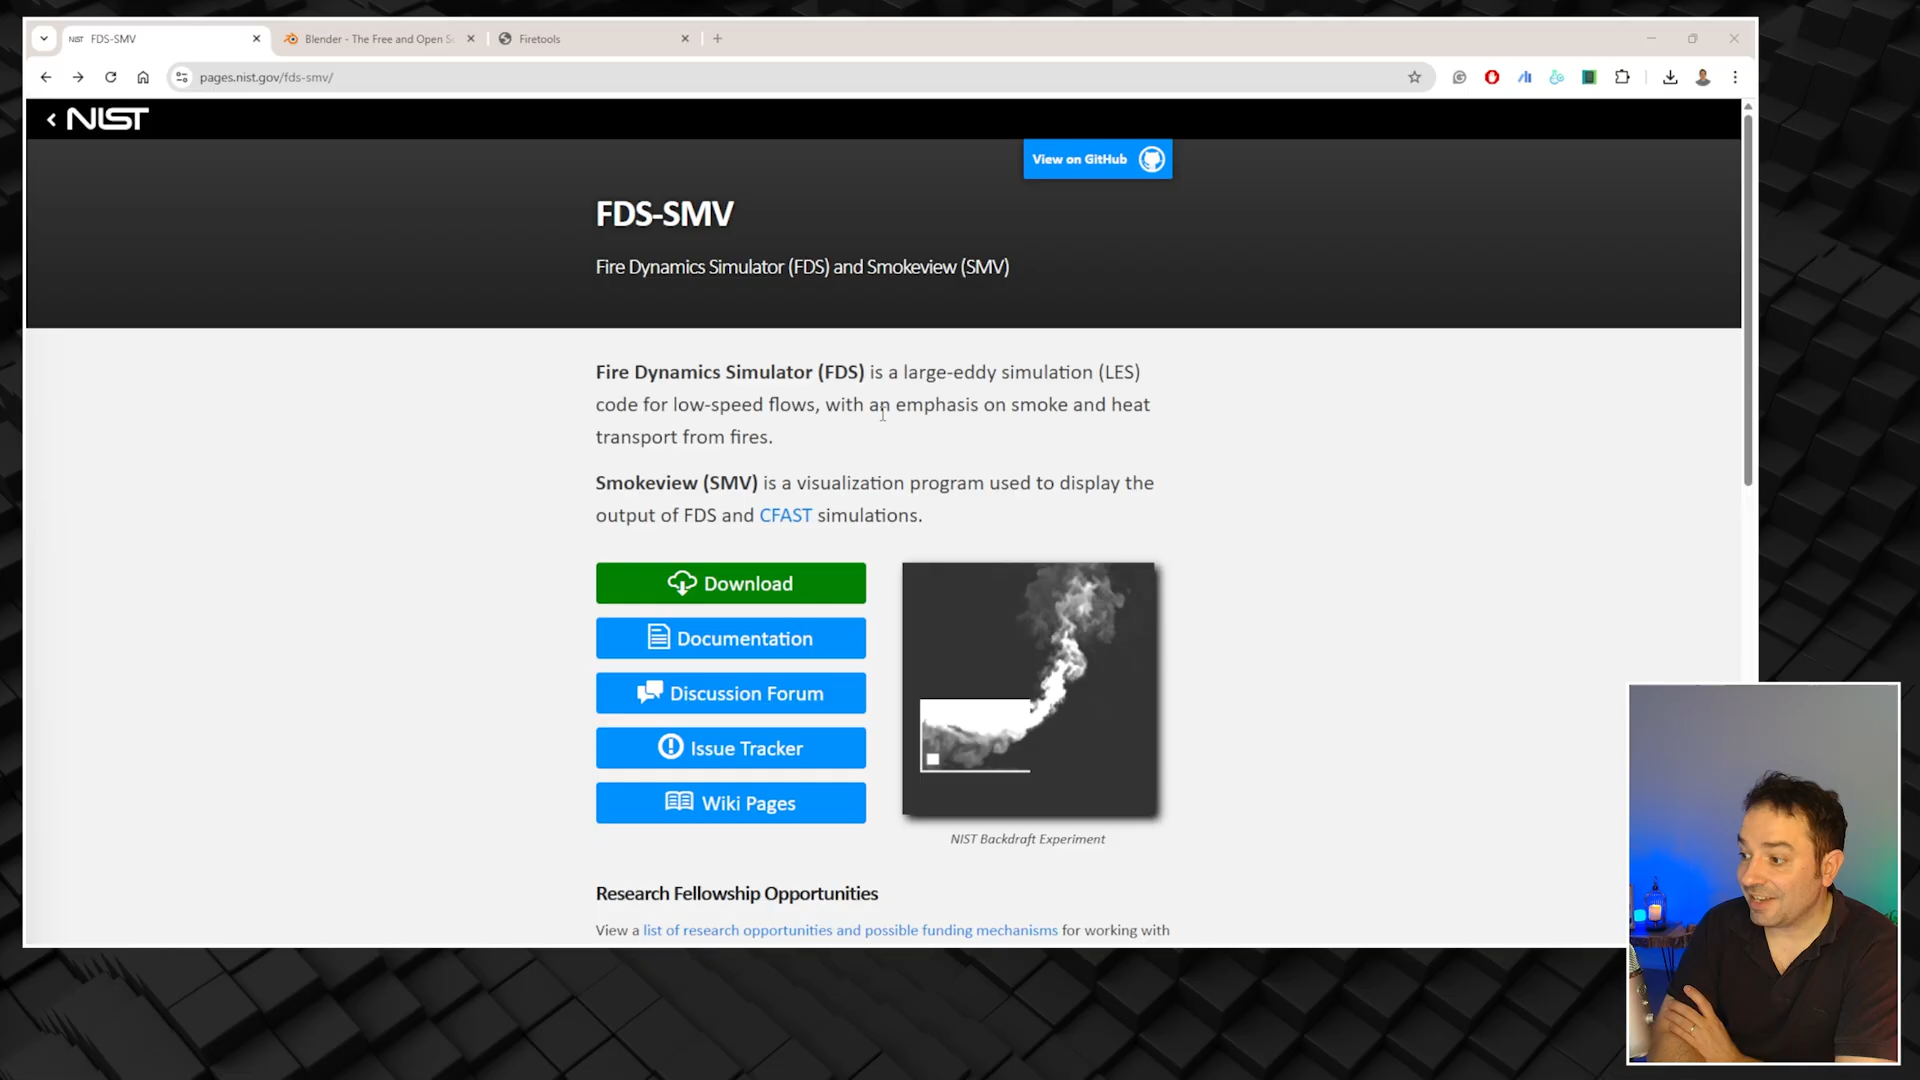 NIST FDS-SMV
Blender - The Free and Open So
Firetools
pages.nist.gov/fds-smv/
NIST
View on GitHub
FDS-SMV
Fire Dynamics Simulator (FDS) and Smokeview (SMV)
Fire Dynamics Simulator (FDS) is a large-eddy simulation (LES)
code for low-speed flows, with an emphasis on smoke and heat
transport from fires.
Smokeview (SMV) is a visualization program used to display the
output of FDS and CFAST simulations.
Download
Documentation
Discussion Forum
Issue Tracker
Wiki Pages
NIST Backdraft Experiment
Research Fellowship Opportunities
View a list of research opportunities and possible funding mechanisms for working with